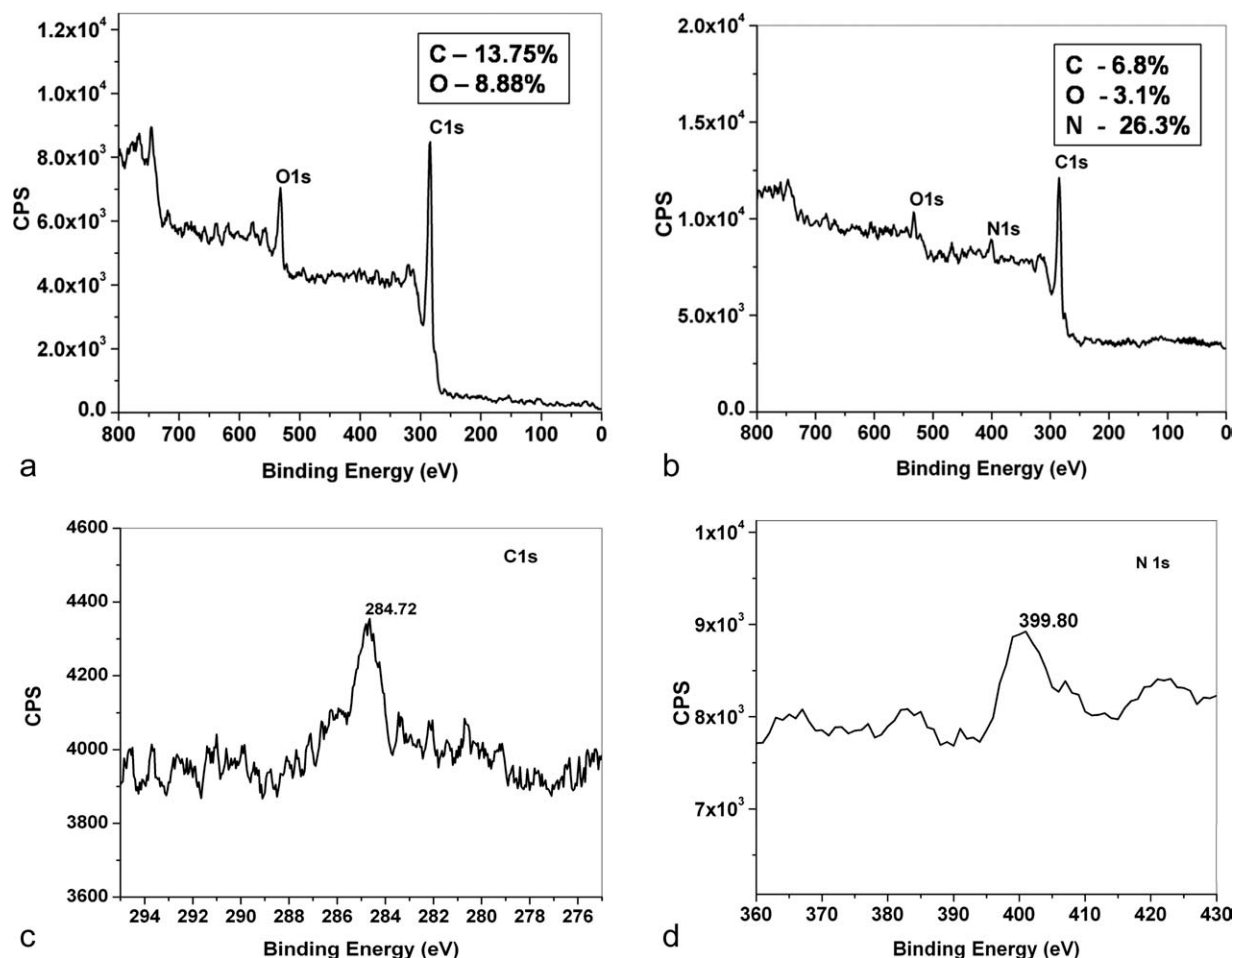 1.2x10⁴
1.0x10⁴
8.0x10³
6.0x10³
4.0x10³
2.0x10³
0.0
CPS
C – 13.75%
O – 8.88%
C1s
O1s
800 700 600 500 400 300 200 100 0
Binding Energy (eV)
a
2.0x10⁴
1.5x10⁴
1.0x10⁴
5.0x10³
0.0
CPS
C - 6.8%
O - 3.1%
N - 26.3%
C1s
O1s
N1s
800 700 600 500 400 300 200 100 0
Binding Energy (eV)
b
4600
4400
4200
4000
3800
3600
CPS
C1s
284.72
294 292 290 288 286 284 282 280 278 276
Binding Energy (eV)
c
1x10⁴
9x10³
8x10³
7x10³
CPS
N 1s
399.80
360 370 380 390 400 410 420 430
Binding Energy (eV)
d